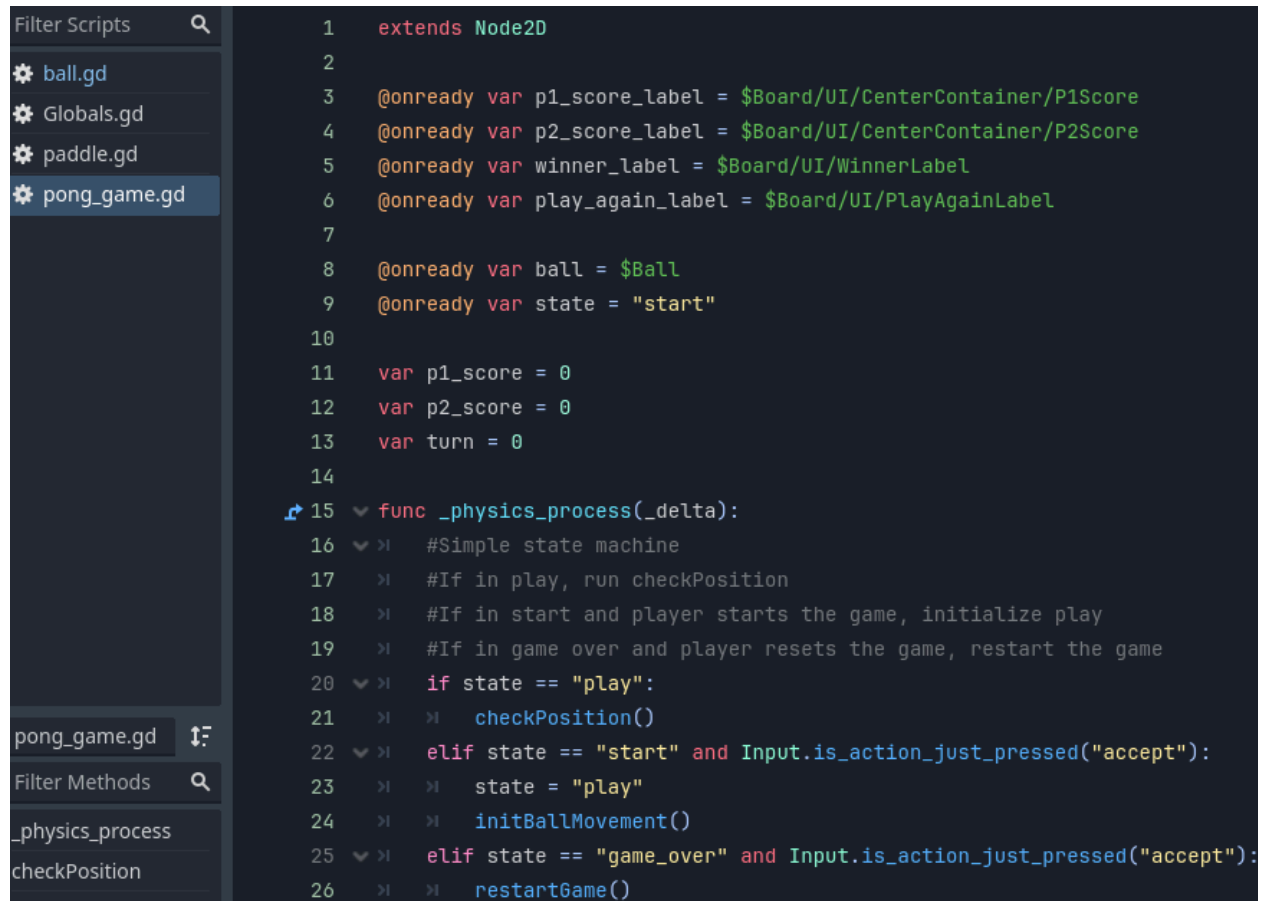 Filter Scripts
ball.gd
Globals.gd
paddle.gd
pong_game.gd
pong_game.gd
Filter Methods
_physics_process
checkPosition
1 extends Node2D
2
3 @onready var p1_score_label = $Board/UI/CenterContainer/P1Score
4 @onready var p2_score_label = $Board/UI/CenterContainer/P2Score
5 @onready var winner_label = $Board/UI/WinnerLabel
6 @onready var play_again_label = $Board/UI/PlayAgainLabel
7
8 @onready var ball = $Ball
9 @onready var state = "start"
10
11 var p1_score = 0
12 var p2_score = 0
13 var turn = 0
14
15 func _physics_process(_delta):
16 #Simple state machine
17 #If in play, run checkPosition
18 #If in start and player starts the game, initialize play
19 #If in game over and player resets the game, restart the game
20 if state == "play":
21 checkPosition()
22 elif state == "start" and Input.is_action_just_pressed("accept"):
23 state = "play"
24 initBallMovement()
25 elif state == "game_over" and Input.is_action_just_pressed("accept"):
26 restartGame()